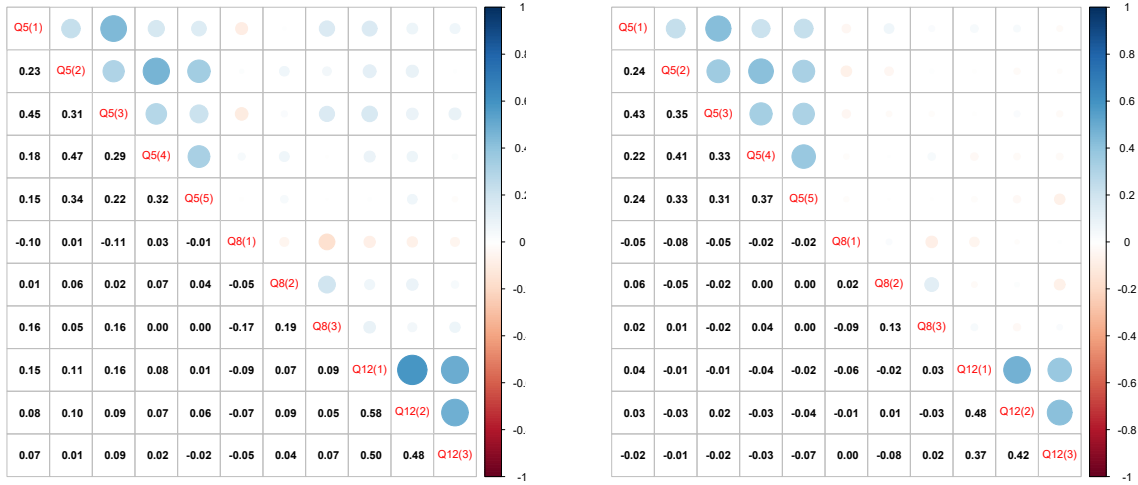 Q5(1)
0.23 Q5(2)
0.45 0.31 Q5(3)
0.18 0.47 0.29 Q5(4)
0.15 0.34 0.22 0.32 Q5(5)
-0.10 0.01 -0.11 0.03 -0.01 Q8(1)
0.01 0.06 0.02 0.07 0.04 -0.05 Q8(2)
0.16 0.05 0.16 0.00 0.00 -0.17 0.19 Q8(3)
0.15 0.11 0.16 0.08 0.01 -0.09 0.07 0.09 Q12(1)
0.08 0.10 0.09 0.07 0.06 -0.07 0.09 0.05 0.58 Q12(2)
0.07 0.01 0.09 0.02 -0.02 -0.05 0.04 0.07 0.50 0.48 Q12(3)
1
0
-0.
-0.
-0.
-0.
-1
Q5(1)
0.24 Q5(2)
0.43 0.35 Q5(3)
0.22 0.41 0.33 Q5(4)
0.24 0.33 0.31 0.37 Q5(5)
-0.05 -0.08 -0.05 -0.02 -0.02 Q8(1)
0.06 -0.05 -0.02 0.00 0.00 0.02 Q8(2)
0.02 0.01 -0.02 0.04 0.00 -0.09 0.13 Q8(3)
0.04 -0.01 -0.01 -0.04 -0.02 -0.06 -0.02 0.03 Q12(1)
0.03 -0.03 0.02 -0.03 -0.04 -0.01 0.01 -0.03 0.48 Q12(2)
-0.02 -0.01 -0.02 -0.03 -0.07 0.00 -0.08 0.02 0.37 0.42 Q12(3)
1
0.8
0.6
0.4
0.2
0
-0.2
-0.4
-0.6
-0.8
-1